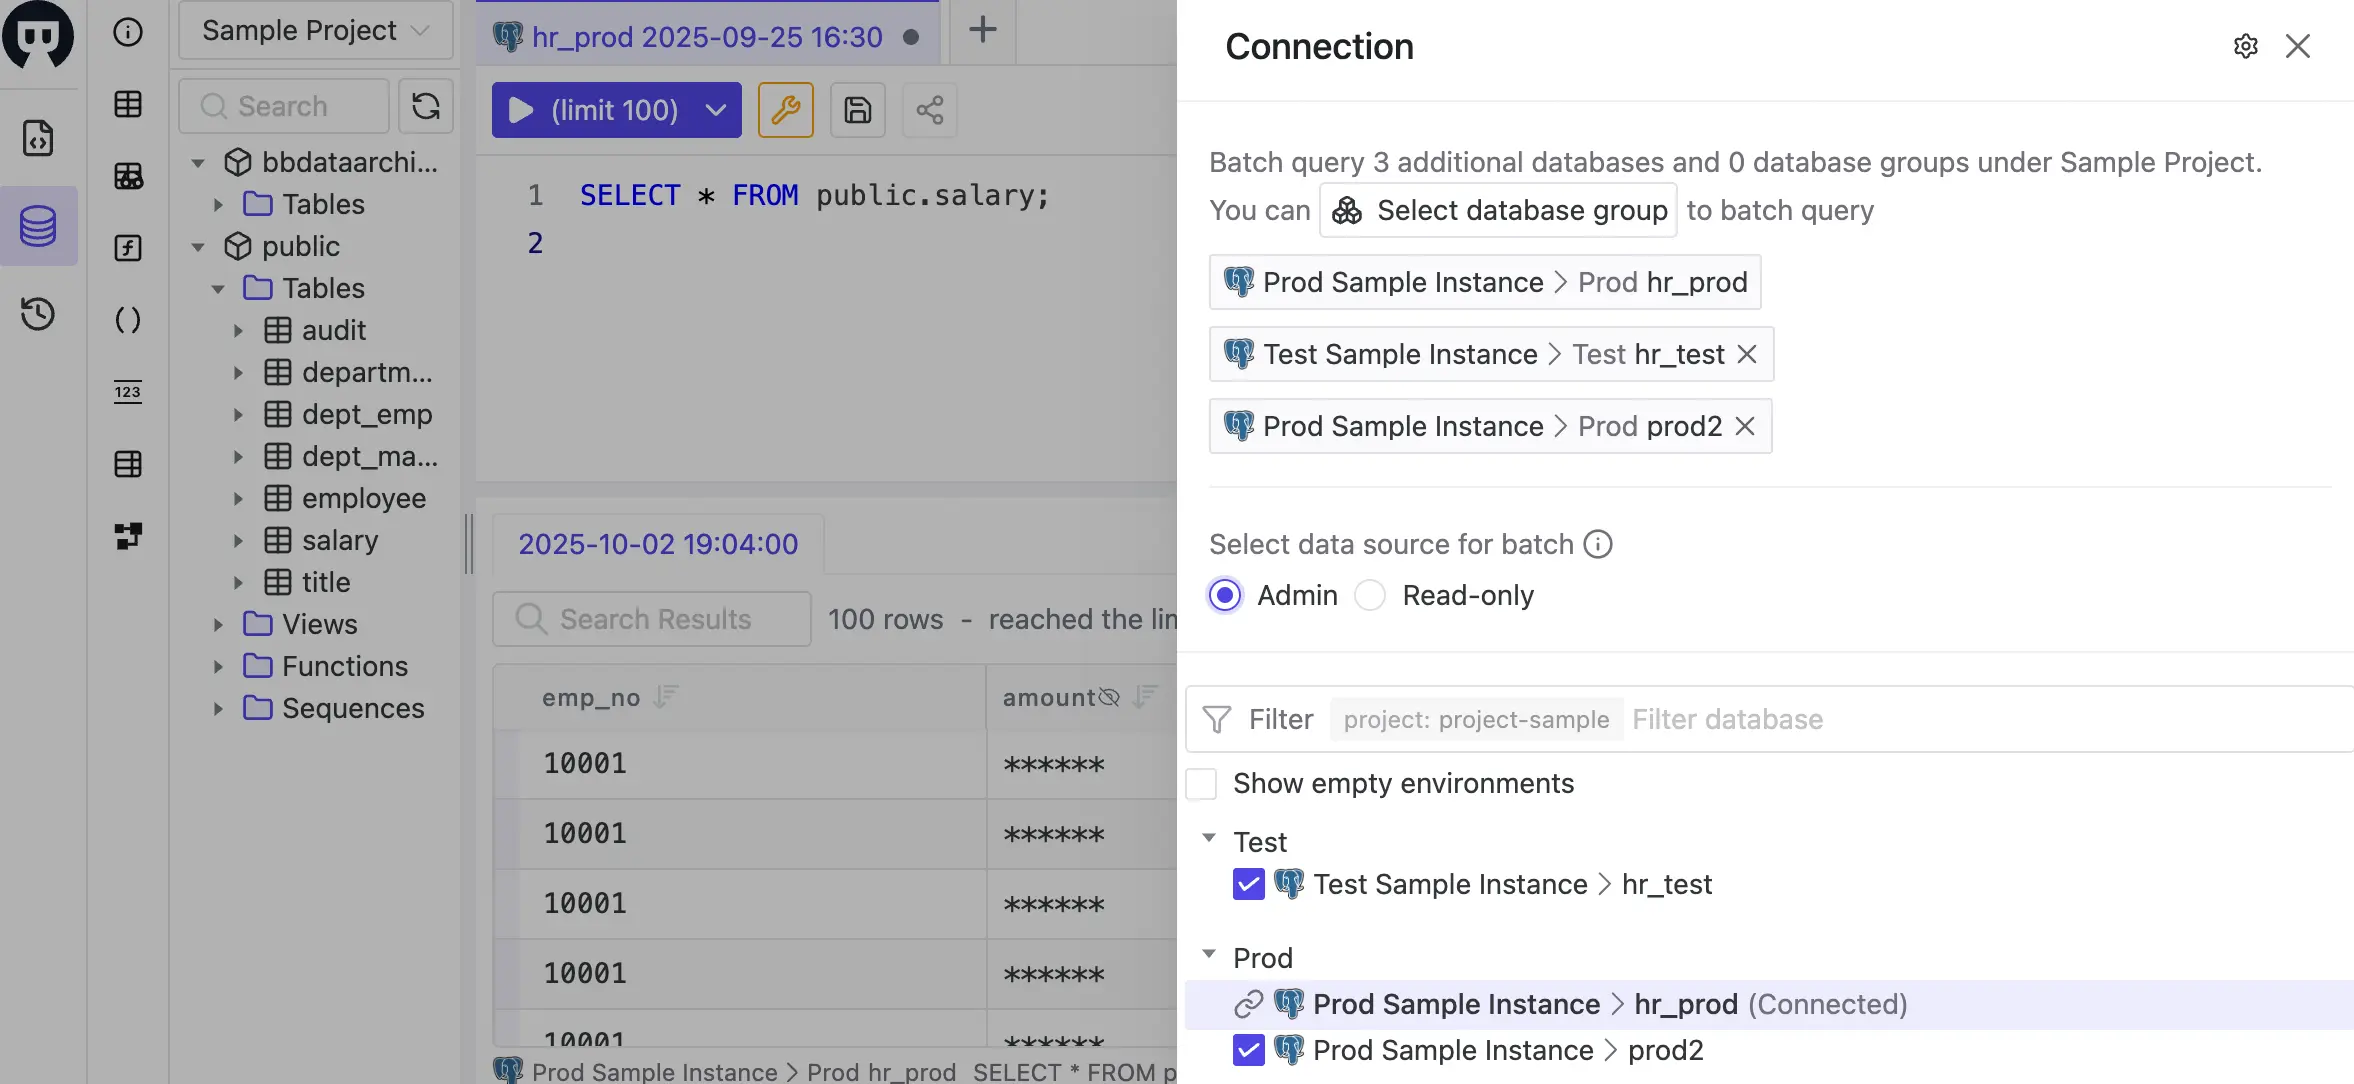 Sample Project
hr_prod 2025-09-25 16:30
Connection
Search
(limit 100)
bbdataarchi...
Tables
public
Tables
audit
departm...
dept_emp
dept_ma...
employee
salary
title
Views
Functions
Sequences
123
1 SELECT * FROM public.salary;
2
2025-10-02 19:04:00
Search Results 100 rows - reached the lim
emp_no amount
10001 ******
10001 ******
10001 ******
10001 ******
10001 ******
Prod Sample Instance > Prod hr_prod SELECT * FROM p
Batch query 3 additional databases and 0 database groups under Sample Project.
You can Select database group to batch query
Prod Sample Instance > Prod hr_prod
Test Sample Instance > Test hr_test
Prod Sample Instance > Prod prod2
Select data source for batch
Admin Read-only
Filter project: project-sample Filter database
Show empty environments
Test
Test Sample Instance > hr_test
Prod
Prod Sample Instance > hr_prod (Connected)
Prod Sample Instance > prod2